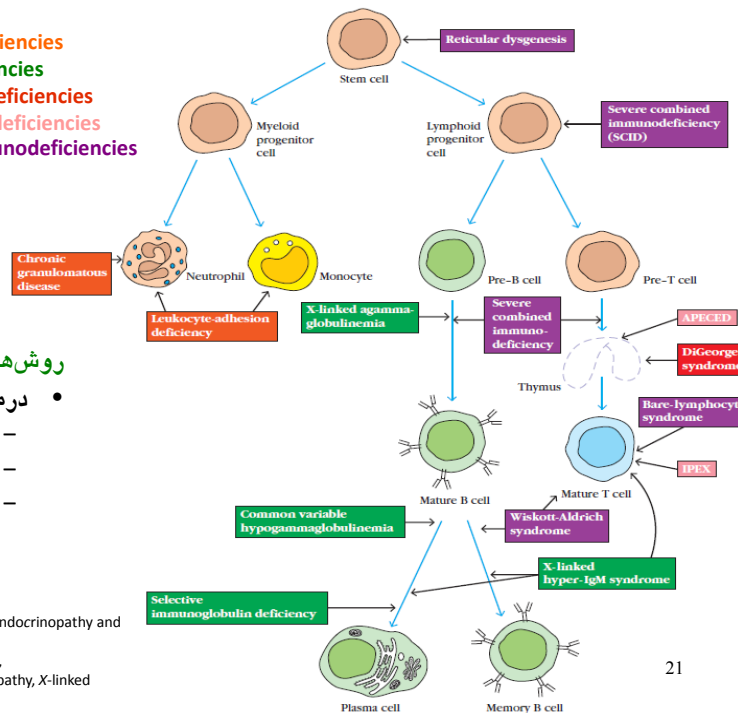 iencies
ncies
eficiencies
deficiencies
unodeficiencies
Reticular dysgenesis
Stem cell
Myeloid
progenitor
cell
Lymphoid
progenitor
cell
Severe combined
immunodeficiency
(SCID)
Chronic
granulomatous
disease
Neutrophil
Monocyte
Pre-B cell
Pre-T cell
Leukocyte-adhesion
deficiency
X-linked agamma-
globulinemia
Severe
combined
immuno-
deficiency
APECED
DiGeorge
syndrome
Thymus
روش‌ه
• درم
–
–
–
Bare-lymphocyt
syndrome
IPEX
Mature B cell
Mature T cell
Common variable
hypogammaglobulinemia
Wiskott-Aldrich
syndrome
X-linked
hyper-IgM syndrome
Selective
immunoglobulin deficiency
ndocrinopathy and
,
pathy, X-linked
Plasma cell
Memory B cell
21